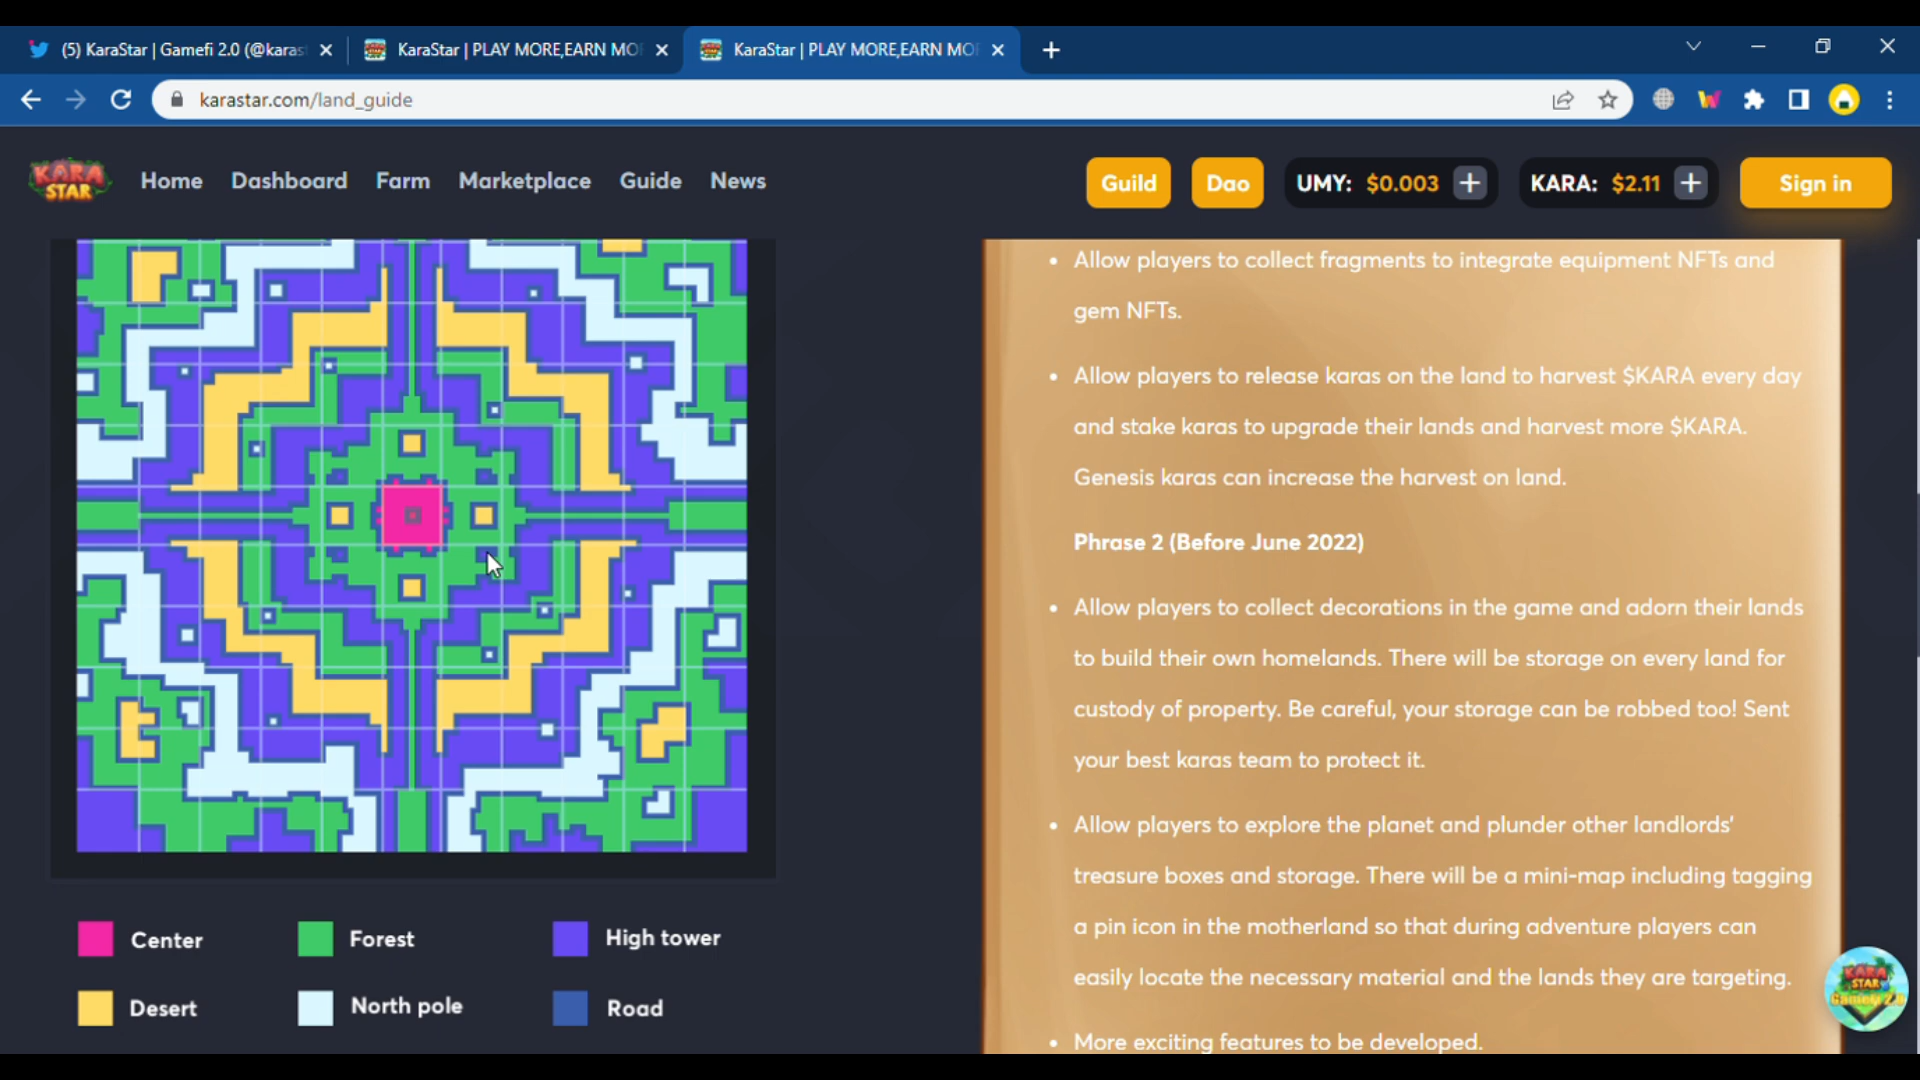 (5) KaraStar | Gamefi 2.0 (@karas
KaraStar | PLAY MORE,EARN MO
KaraStar | PLAY MORE,EARN MO
karastar.com/land_guide
KARA STAR
Home Dashboard Farm Marketplace Guide News
Guild Dao UMY: $0.003 + KARA: $2.11 + Sign in
• Allow players to collect fragments to integrate equipment NFTs and
gem NFTs.
• Allow players to release karas on the land to harvest $KARA every day
and stake karas to upgrade their lands and harvest more $KARA.
Genesis karas can increase the harvest on land.
Phrase 2 (Before June 2022)
• Allow players to collect decorations in the game and adorn their lands
to build their own homelands. There will be storage on every land for
custody of property. Be careful, your storage can be robbed too! Sent
your best karas team to protect it.
• Allow players to explore the planet and plunder other landlords'
treasure boxes and storage. There will be a mini-map including tagging
a pin icon in the motherland so that during adventure players can
easily locate the necessary material and the lands they are targeting.
• More exciting features to be developed.
Center Forest High tower
Desert North pole Road
KARA
STAR
Gamefi 2.0